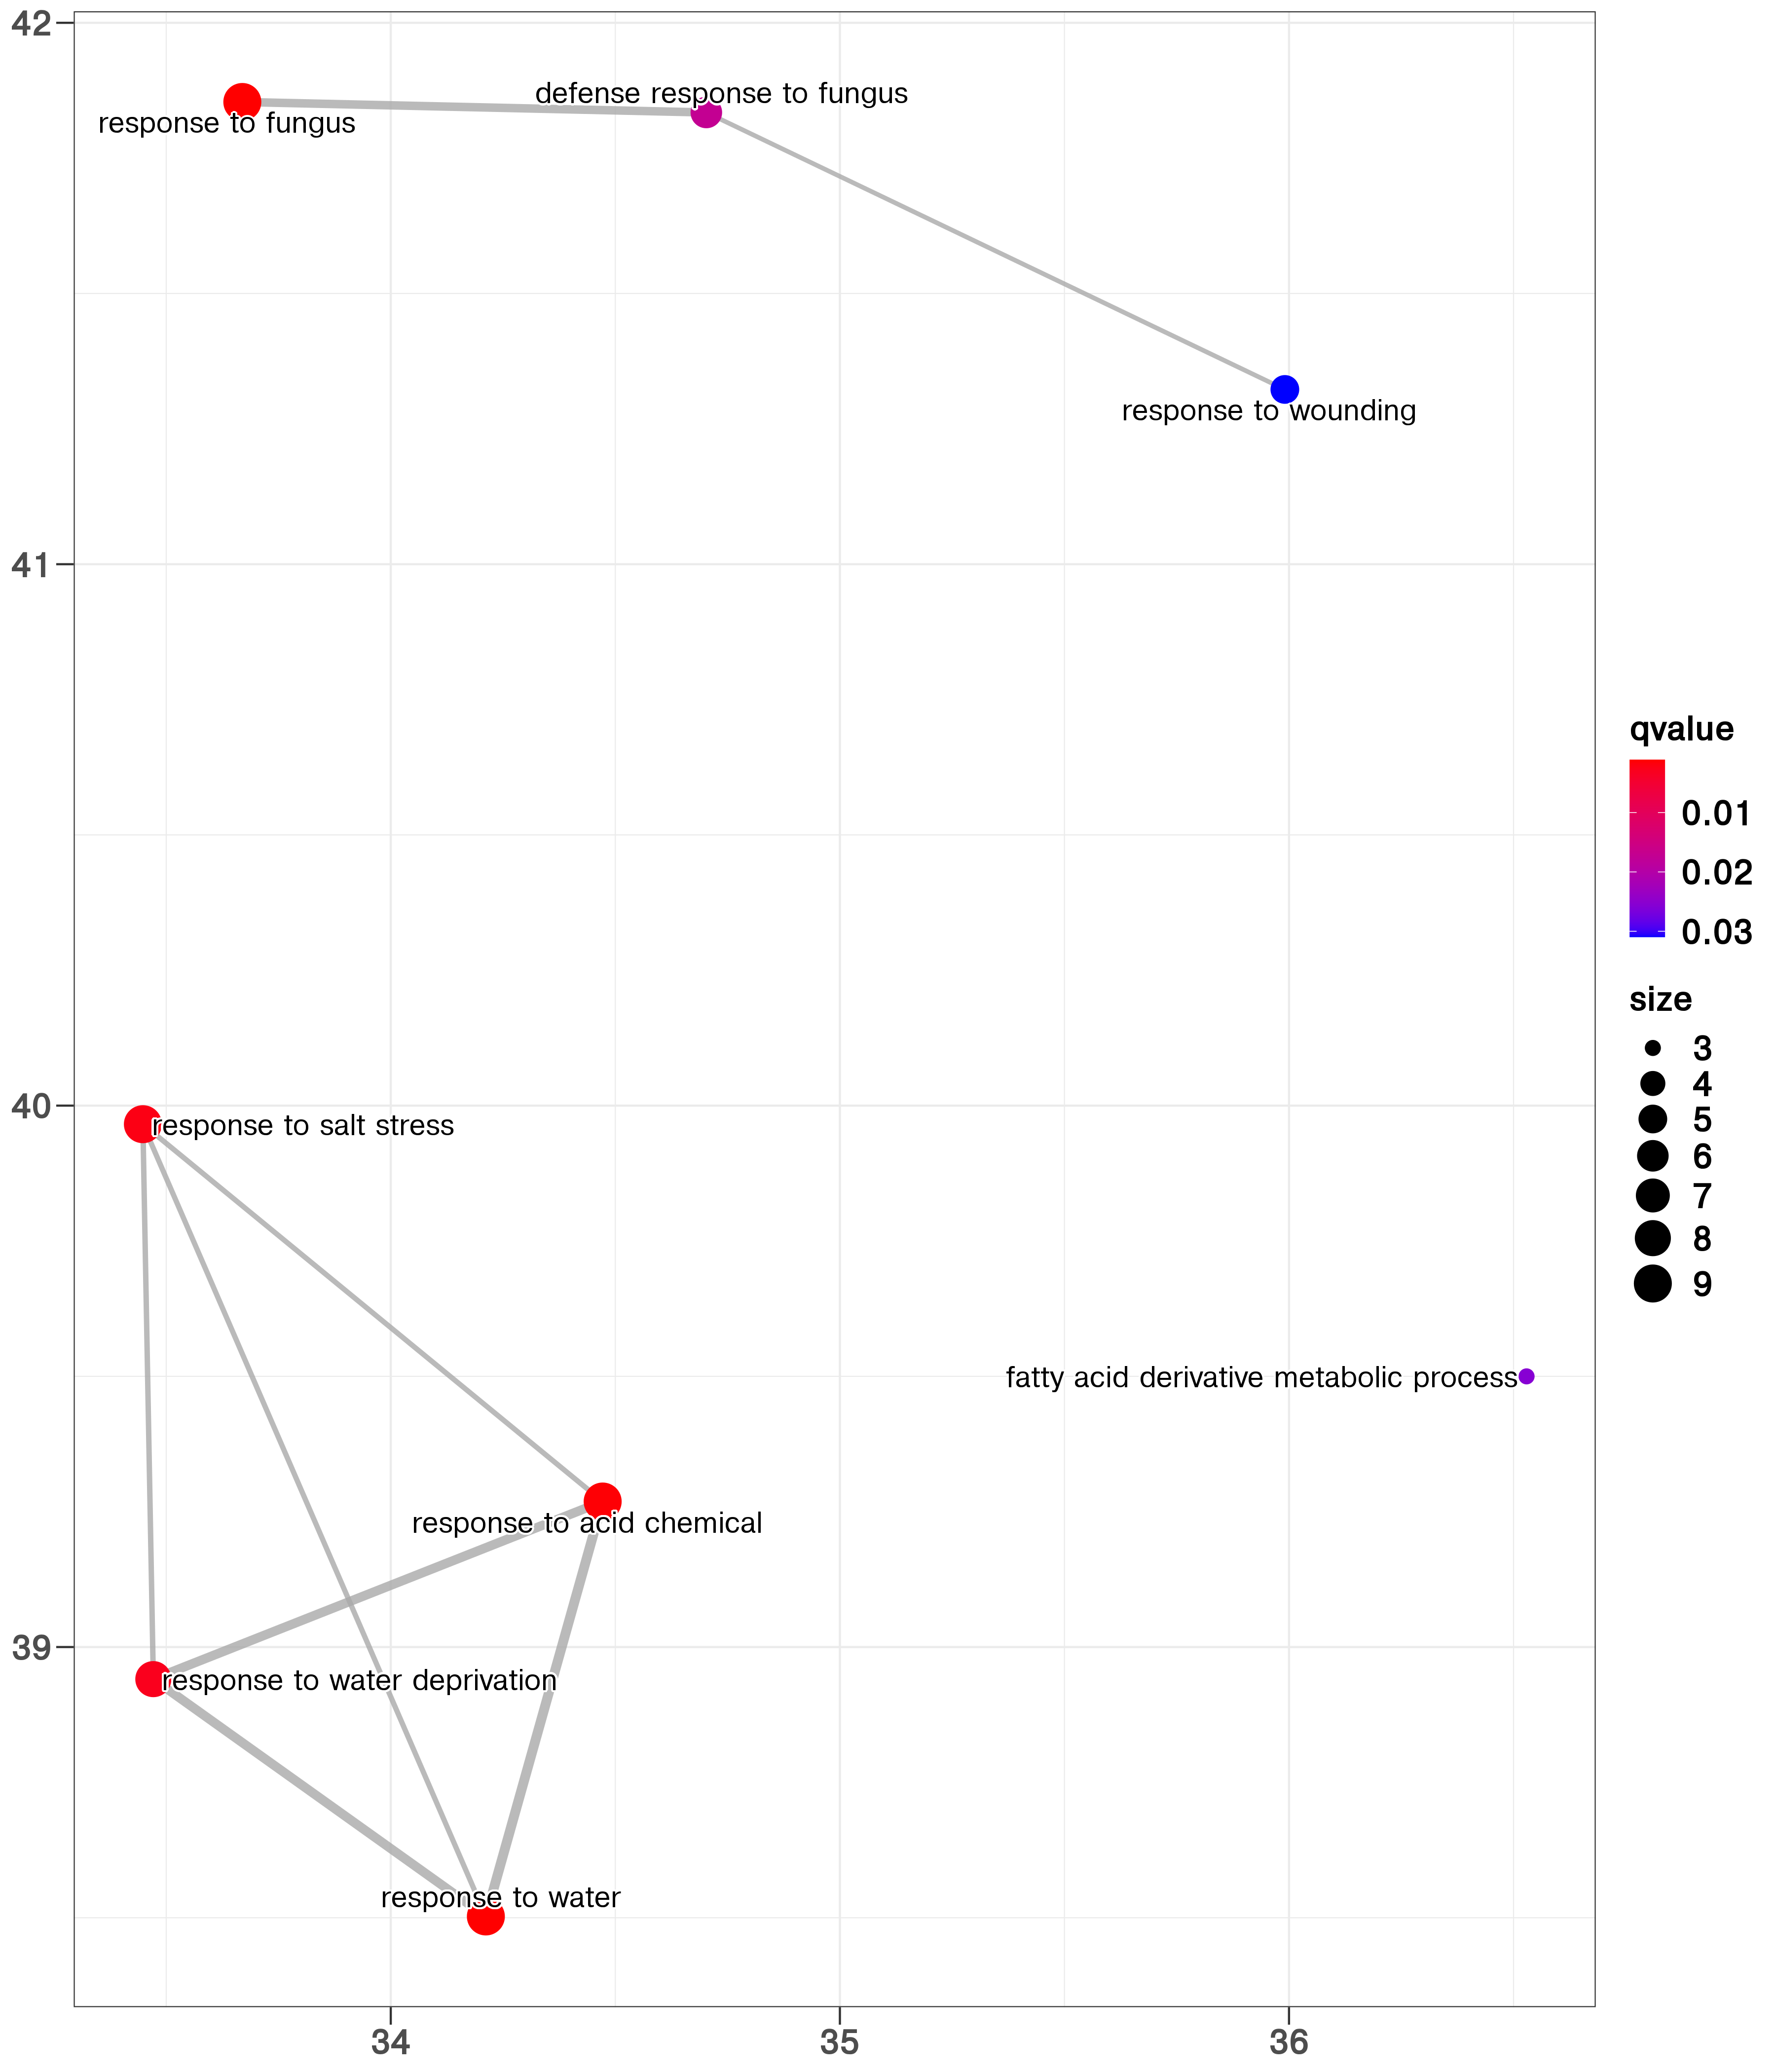 42
defense response to fungus
response to fungus
response to wounding
41
qvalue
0.01
0.02
0.03
size
3
4
5
6
7
8
9
40
response to salt stress
fatty acid derivative metabolic process
response to acid chemical
39
response to water deprivation
response to water
34
35
36